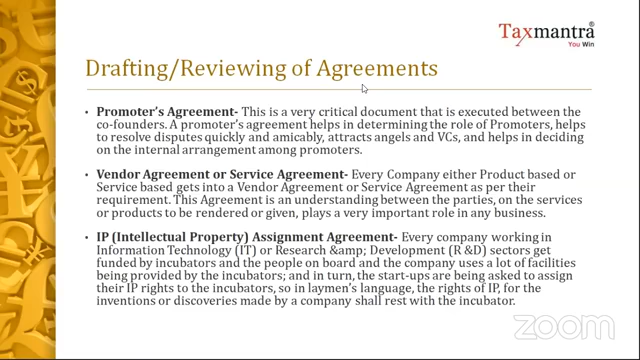 Taxmantra®
You Win
Drafting/Reviewing of Agreements
• Promoter's Agreement- This is a very critical document that is executed between the
co-founders. A promoter's agreement helps in determining the role of Promoters, helps
to resolve disputes quickly and amicably, attracts angels and VCs, and helps in deciding
on the internal arrangement among promoters.
• Vendor Agreement or Service Agreement- Every Company either Product based or
Service based gets into a Vendor Agreement or Service Agreement as per their
requirement. This Agreement is an understanding between the parties, on the services
or products to be rendered or given, plays a very important role in any business.
• IP (Intellectual Property) Assignment Agreement- Every company working in
Information Technology (IT) or Research &amp; Development (R &D) sectors get
funded by incubators and the people on board and the company uses a lot of facilities
being provided by the incubators; and in turn, the start-ups are being asked to assign
their IP rights to the incubators, so in laymen's language, the rights of IP, for the
inventions or discoveries made by a company shall rest with the incubator.
zoom